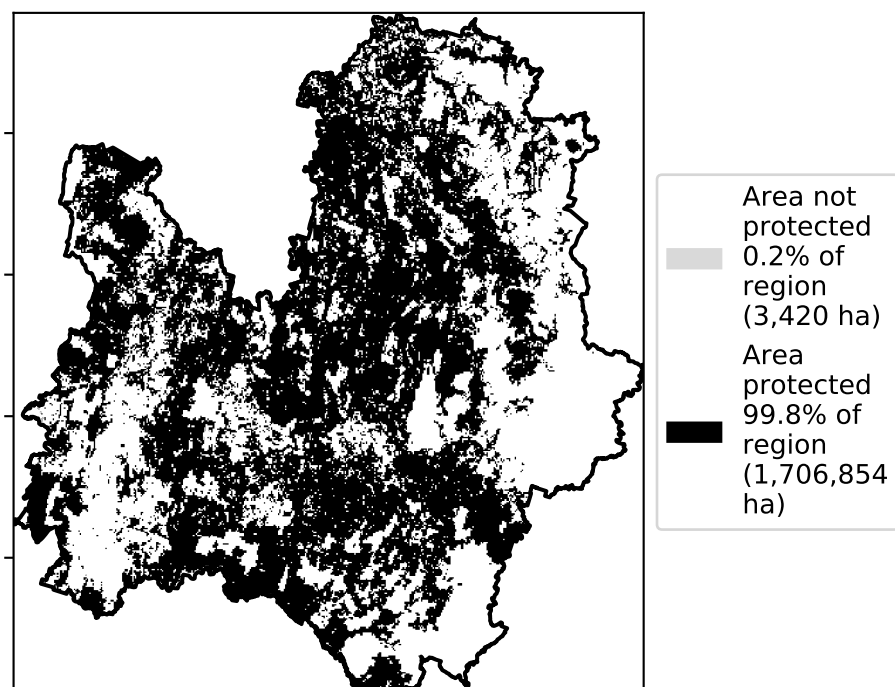 Area not
protected
0.2% of
region
(3,420 ha)
Area
protected
99.8% of
region
(1,706,854
ha)